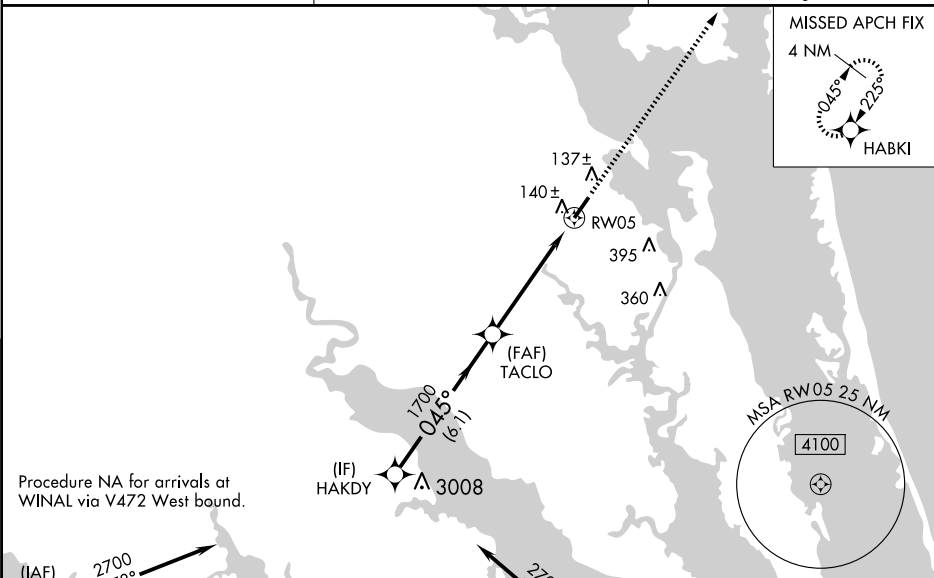 MISSED APCH FIX
4 NM
045°
225°
HABKI
137±
140±
RW05
395
360
(FAF)
TACLO
1700
045°
(6.1)
MSA RW05 25 NM
4100
(IF)
HAKDY
3008
Procedure NA for arrivals at
WINAL via V472 West bound.
(IAF)
2700